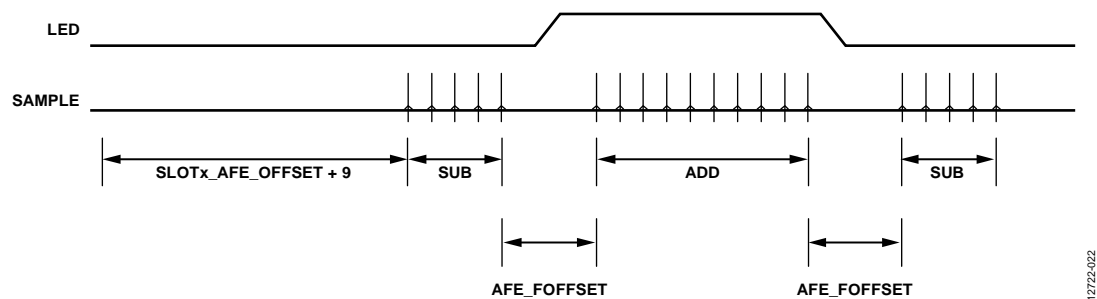 LED
SAMPLE
SLOTx_AFE_OFFSET + 9
SUB
ADD
SUB
AFE_FOFFSET
AFE_FOFFSET
12722-022